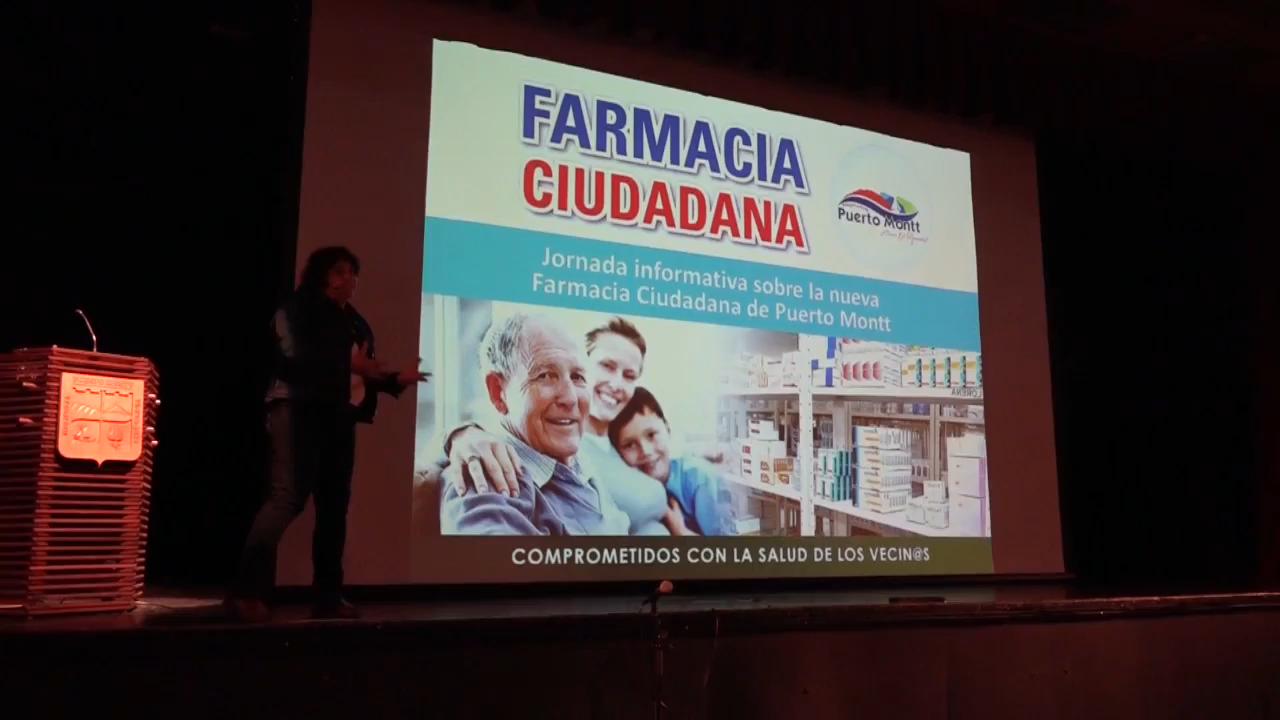 FARMACIA
CIUDADANA
Puerto Montt
Jornada informativa sobre la nueva
Farmacia Ciudadana de Puerto Montt
LORENA
COMPROMETIDOS CON LA SALUD DE LOS VECIN@S